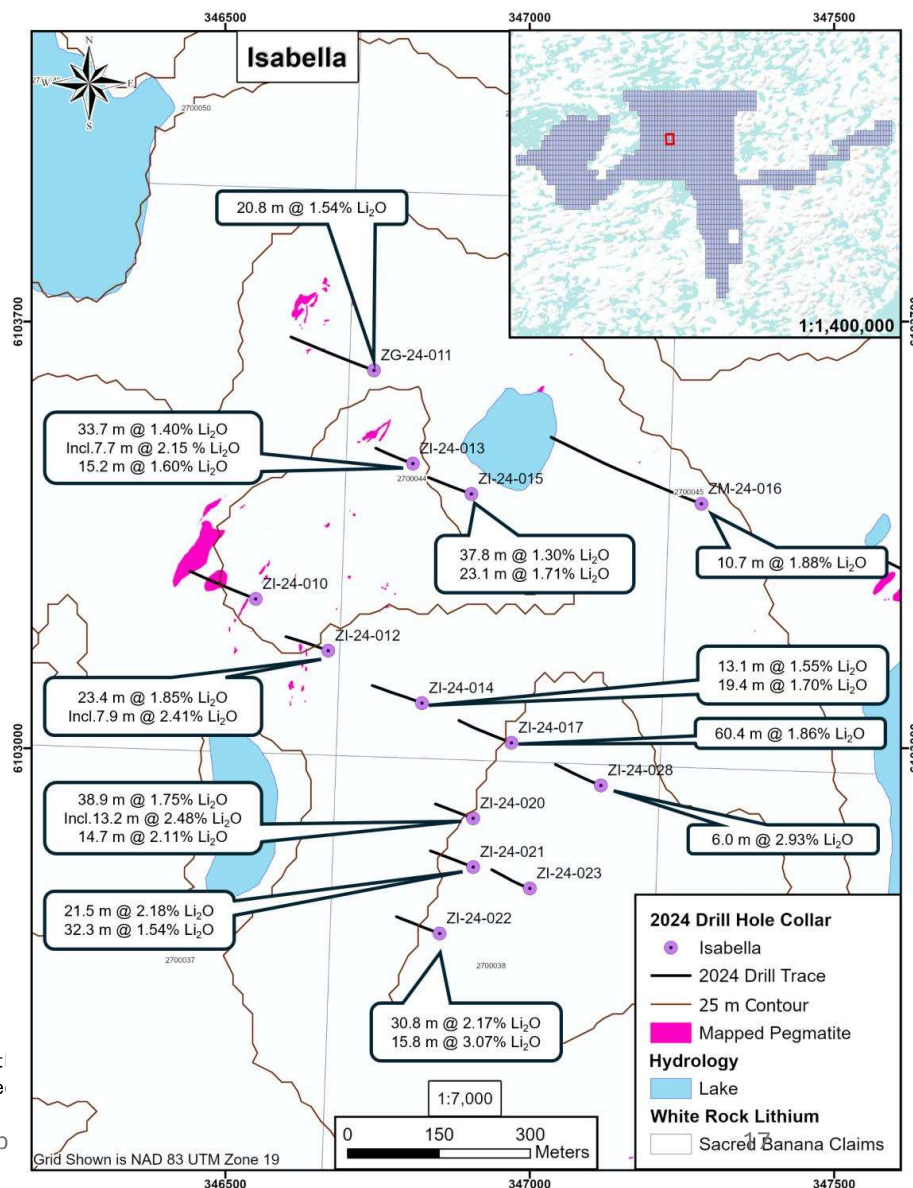 346500
347000
347500
Isabella
N
W
E
S
2700050
20.8 m @ 1.54% Li₂O
1:1,400,000
6103700
ZG-24-011
33.7 m @ 1.40% Li₂O
Incl.7.7 m @ 2.15 % Li₂O
15.2 m @ 1.60% Li₂O
ZI-24-013
2700044
ZI-24-015
ZM-24-016
2700045
37.8 m @ 1.30% Li₂O
23.1 m @ 1.71% Li₂O
10.7 m @ 1.88% Li₂O
ZI-24-010
ZI-24-012
23.4 m @ 1.85% Li₂O
Incl.7.9 m @ 2.41% Li₂O
13.1 m @ 1.55% Li₂O
19.4 m @ 1.70% Li₂O
ZI-24-014
ZI-24-017
60.4 m @ 1.86% Li₂O
6103000
ZI-24-028
38.9 m @ 1.75% Li₂O
Incl.13.2 m @ 2.48% Li₂O
14.7 m @ 2.11% Li₂O
ZI-24-020
6.0 m @ 2.93% Li₂O
ZI-24-021
ZI-24-023
21.5 m @ 2.18% Li₂O
32.3 m @ 1.54% Li₂O
ZI-24-022
2700037
2700038
30.8 m @ 2.17% Li₂O
15.8 m @ 3.07% Li₂O
2024 Drill Hole Collar
Isabella
2024 Drill Trace
25 m Contour
Mapped Pegmatite
Hydrology
Lake
White Rock Lithium
Sacred Banana Claims
17
1:7,000
0 150 300
Meters
Grid Shown is NAD 83 UTM Zone 19
346500
347000
347500